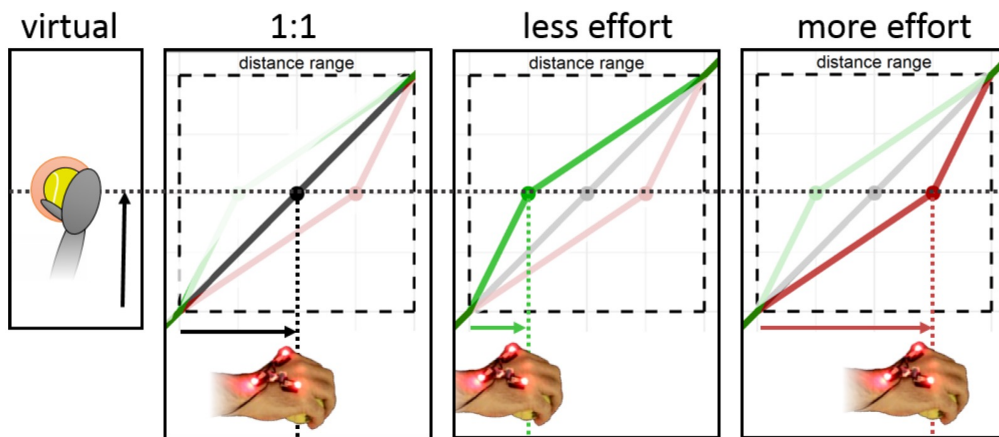 virtual
1:1
less effort
more effort
distance range
distance range
distance range